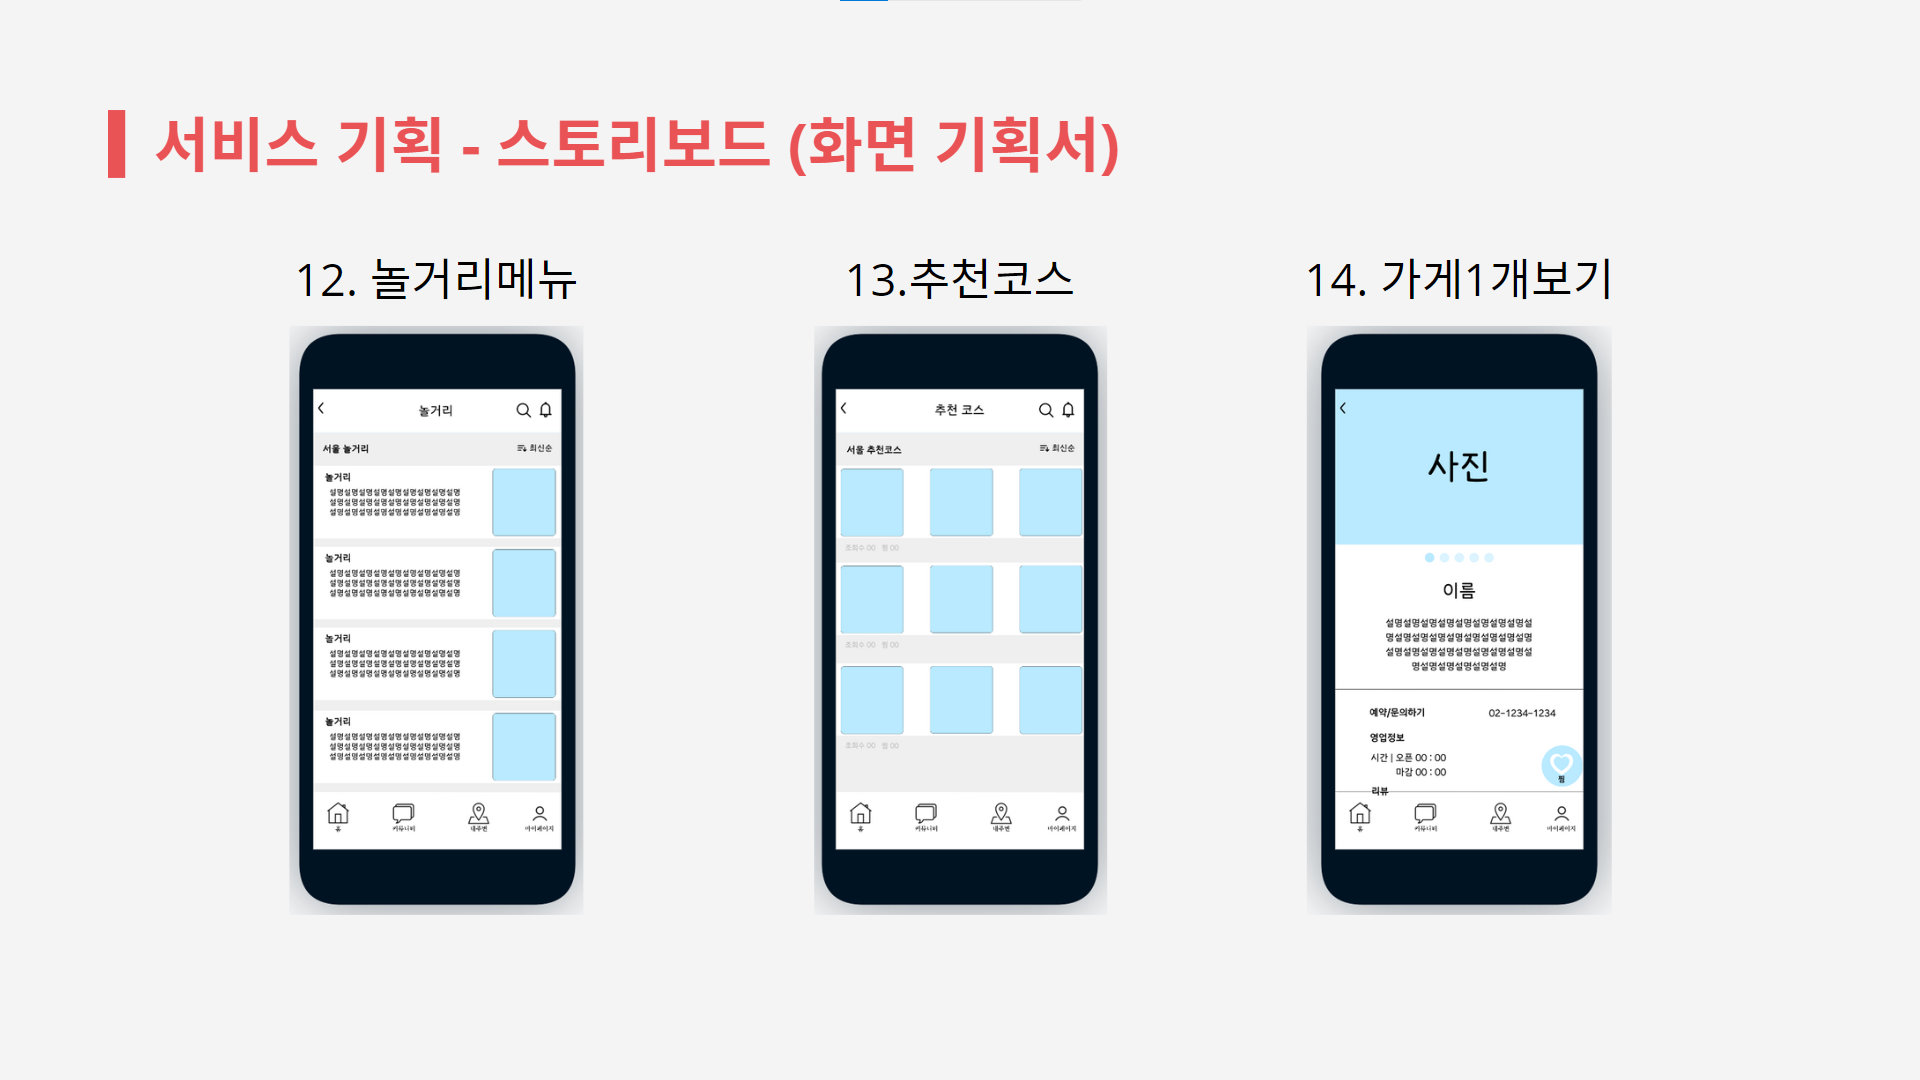 서비스 기획 - 스토리보드 (화면 기획서)
12. 놀거리메뉴
놀거리
서울 놀거리
최신순
놀거리
설명설명설명설명설명설명설명설명설명
설명설명설명설명설명설명설명설명설명
설명설명설명설명설명설명설명설명설명
놀거리
설명설명설명설명설명설명설명설명설명
설명설명설명설명설명설명설명설명설명
설명설명설명설명설명설명설명설명설명
놀거리
설명설명설명설명설명설명설명설명설명
설명설명설명설명설명설명설명설명설명
설명설명설명설명설명설명설명설명설명
놀거리
설명설명설명설명설명설명설명설명설명
설명설명설명설명설명설명설명설명설명
설명설명설명설명설명설명설명설명설명
홈 커뮤니티 내주변 마이페이지
13.추천코스
추천 코스
서울 추천코스
최신순
조회수 00 찜 00
조회수 00 찜 00
조회수 00 찜 00
홈 커뮤니티 내주변 마이페이지
14. 가게1개보기
사진
이름
설명설명설명설명설명설명설명설명설
명설명설명설명설명설명설명설명설명
설명설명설명설명설명설명설명설명설
명설명설명설명설명설명
예약/문의하기 02-1234-1234
영업정보
시간 | 오픈 00 : 00
마감 00 : 00
찜
리뷰
홈 커뮤니티 내주변 마이페이지